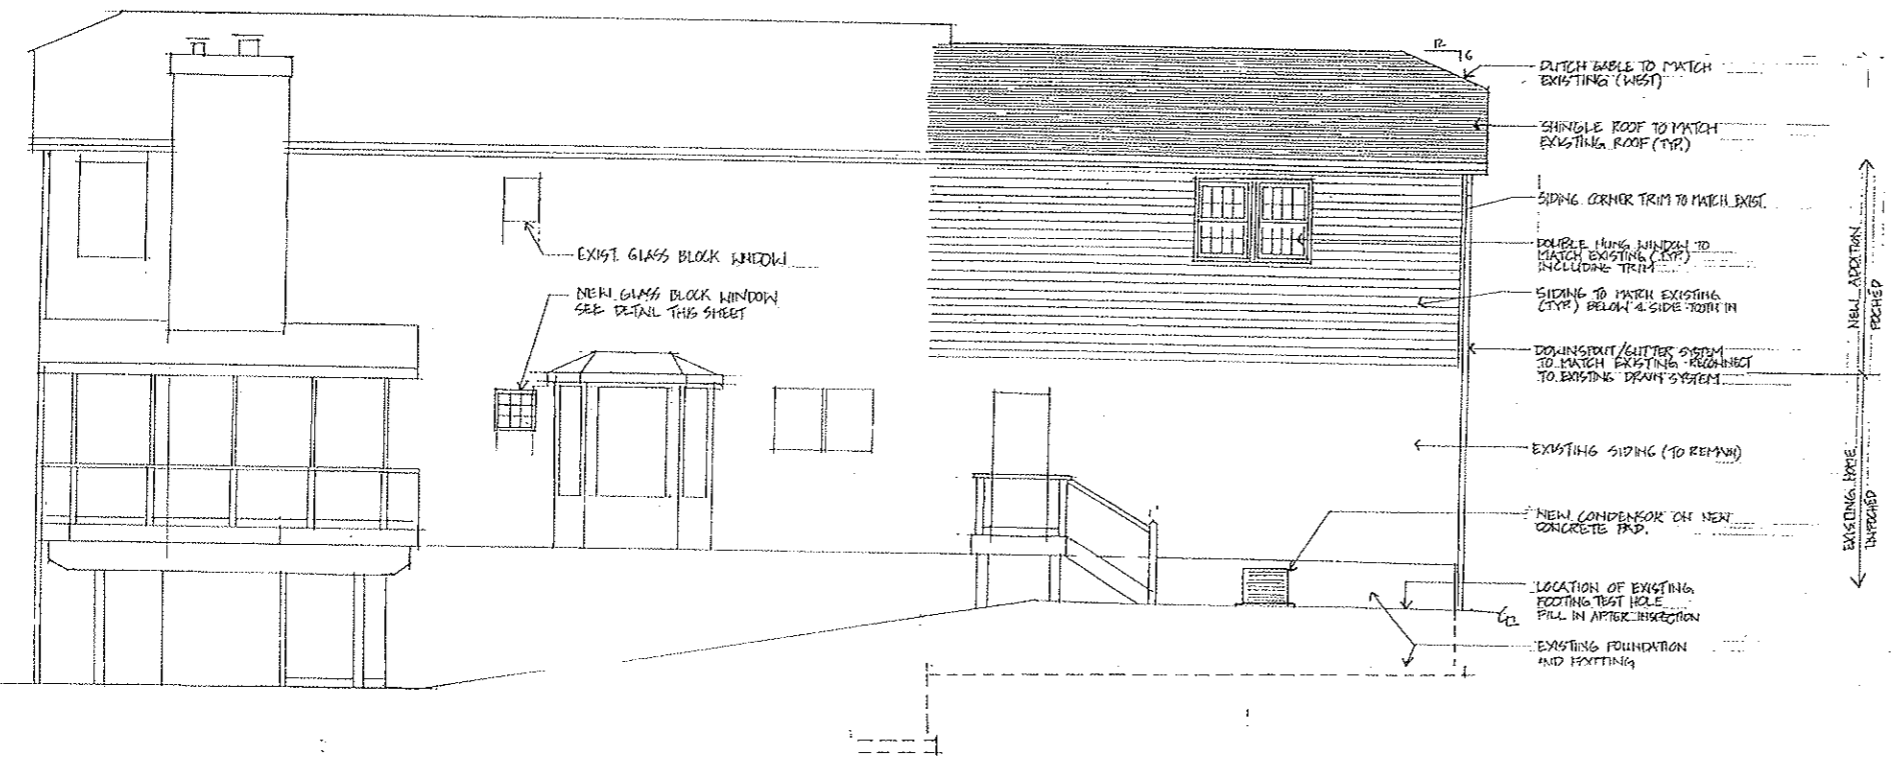 12
6
DUTCH GABLE TO MATCH
EXISTING (WEST)
SHINGLE ROOF TO MATCH
EXISTING ROOF (TYP.)
SIDING CORNER TRIM TO MATCH EXIST.
EXIST. GLASS BLOCK WINDOW
DOUBLE HUNG WINDOW TO
MATCH EXISTING (TYP.)
INCLUDING TRIM
NEW GLASS BLOCK WINDOW
SEE DETAIL THIS SHEET
SIDING TO MATCH EXISTING
(TYP.) BELOW & SIDE - TOOTH IN
DOWNSPOUT/GUTTER SYSTEM
TO MATCH EXISTING - RECONNECT
TO EXISTING DRAIN SYSTEM
NEW ADDITION
POCHED
EXISTING SIDING (TO REMAIN)
EXISTING HOME
UNPOCHED
NEW CONDENSOR ON NEW
CONCRETE PAD.
LOCATION OF EXISTING
FOOTING TEST HOLE
FILL IN AFTER INSPECTION
EXISTING FOUNDATION
AND FOOTING